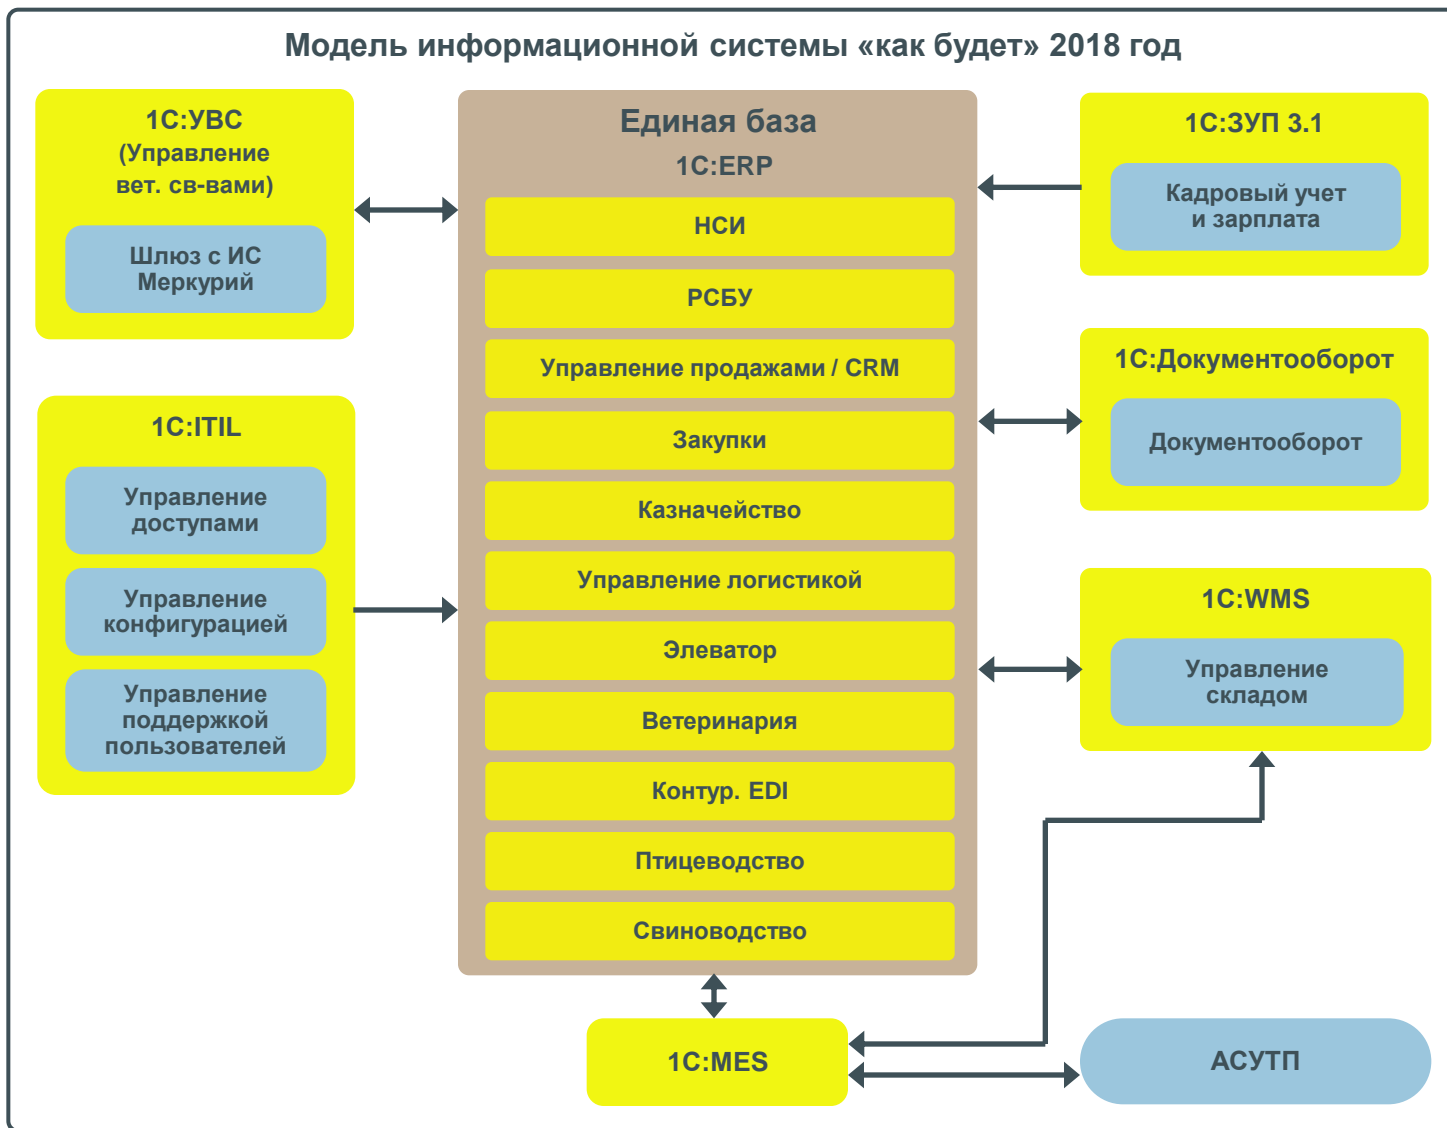 Модель информационной системы «как будет» 2018 год
1С:УВС
(Управление
вет. св-вами)
Шлюз с ИС
Меркурий
1С:ITIL
Управление
доступами
Управление
конфигурацией
Управление
поддержкой
пользователей
Единая база
1С:ERP
НСИ
РСБУ
Управление продажами / CRM
Закупки
Казначейство
Управление логистикой
Элеватор
Ветеринария
Контур. EDI
Птицеводство
Свиноводство
1С:MES
1С:ЗУП 3.1
Кадровый учет
и зарплата
1С:Документооборот
Документооборот
1С:WMS
Управление
складом
АСУТП